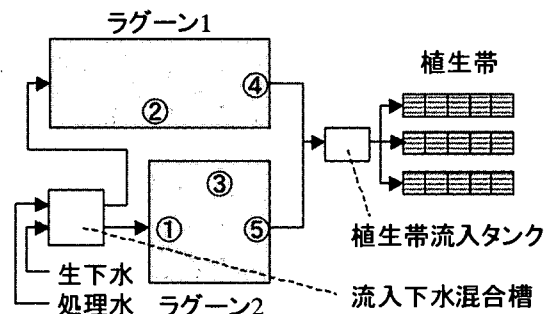 ラグーン1
④
②
植生帯
③
①
⑤
植生帯流入タンク
生下水
処理水
ラグーン2
流入下水混合槽